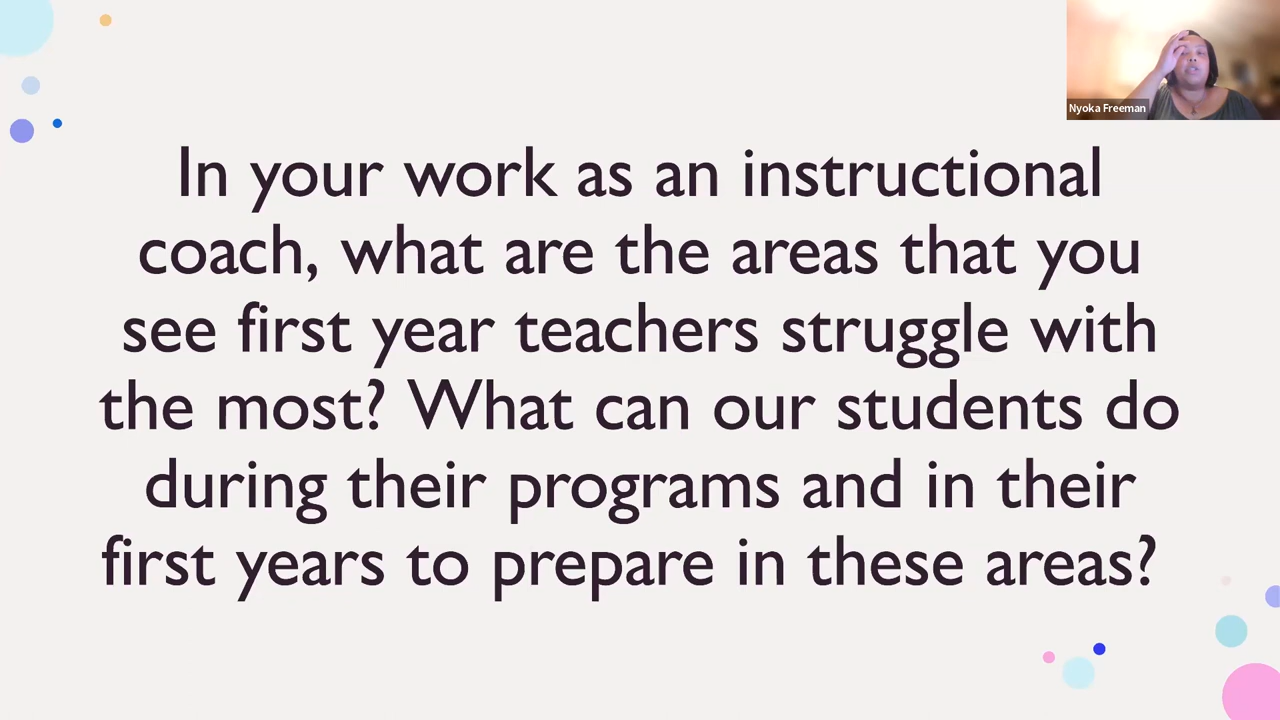 Nyoka Freeman
In your work as an instructional
coach, what are the areas that you
see first year teachers struggle with
the most? What can our students do
during their programs and in their
first years to prepare in these areas?